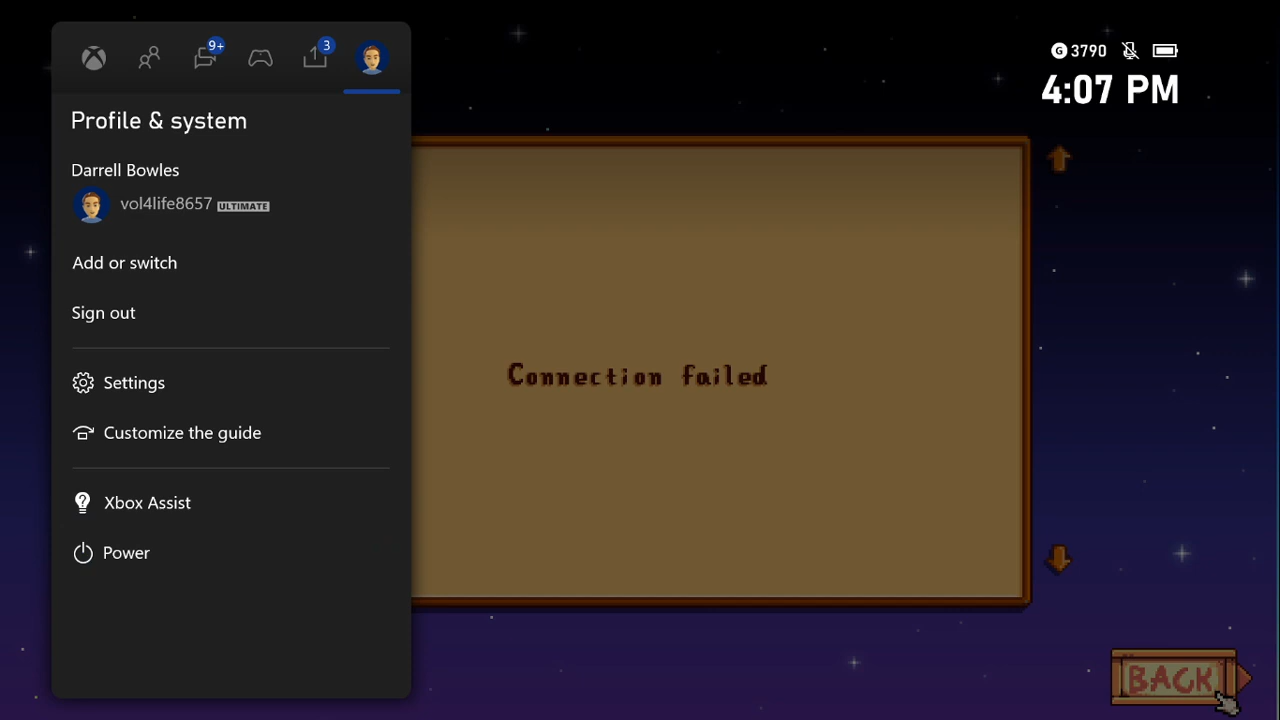 9+
3
Profile & system
Darrell Bowles
vol4life8657 ULTIMATE
Add or switch
Sign out
Settings
Customize the guide
Xbox Assist
Power
G 3790
4:07 PM
Connection failed
BACK